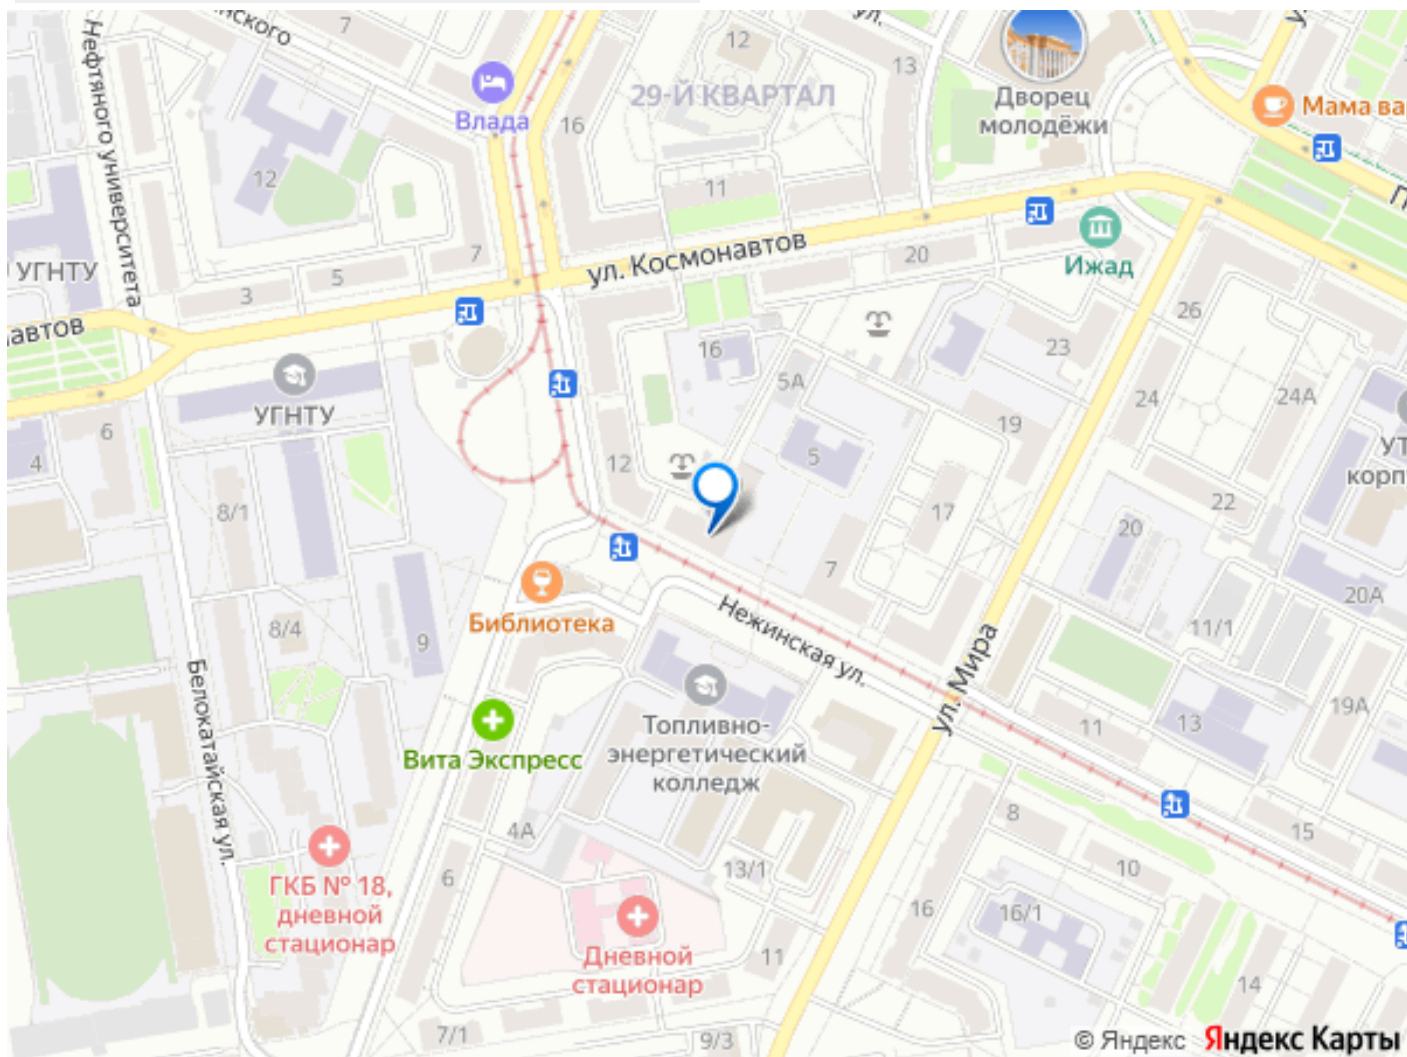 нского
7
ул.
12
Дворец
молодёжи
13
Мама ва
29-Й КВАРТАЛ
Влада
16
Нефтяного университета
12
11
П
УГНТУ
7
5
3
ул. Космонавтов
20
Ижад
навтов
26
16
23
5А
24
24А
УГНТУ
6
19
УТ
корп
4
12
5
8/1
17
22
20
7
20А
Библиотека
Нежинская ул.
11/1
8/4
9
ул. Мира
Белокатайская ул.
Топливно-
энергетический
колледж
11
13
19А
Вита Экспресс
4А
8
15
ГКБ № 18,
дневной
стационар
6
13/1
10
16
16/1
Дневной
стационар
11
14
7/1
9/3
© Яндекс Яндекс Карты